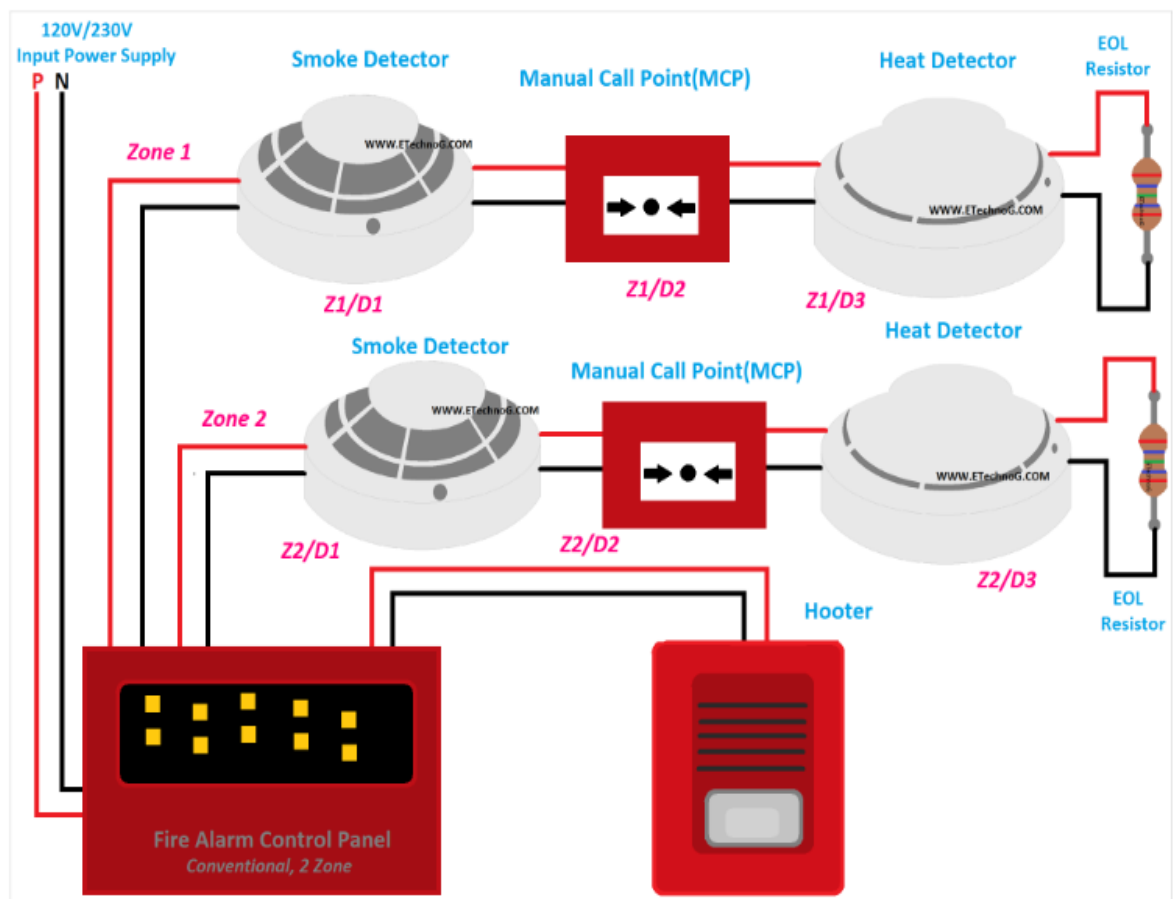 120V/230V
Input Power Supply
P N
Smoke Detector
Manual Call Point(MCP)
Heat Detector
EOL
Resistor
Zone 1
WWW.ETechnoG.COM
WWW.ETechnoG.COM
Z1/D1
Z1/D2
Z1/D3
Smoke Detector
Manual Call Point(MCP)
Heat Detector
Zone 2
WWW.ETechnoG.COM
WWW.ETechnoG.COM
Z2/D1
Z2/D2
Z2/D3
EOL
Resistor
Hooter
Fire Alarm Control Panel
Conventional, 2 Zone